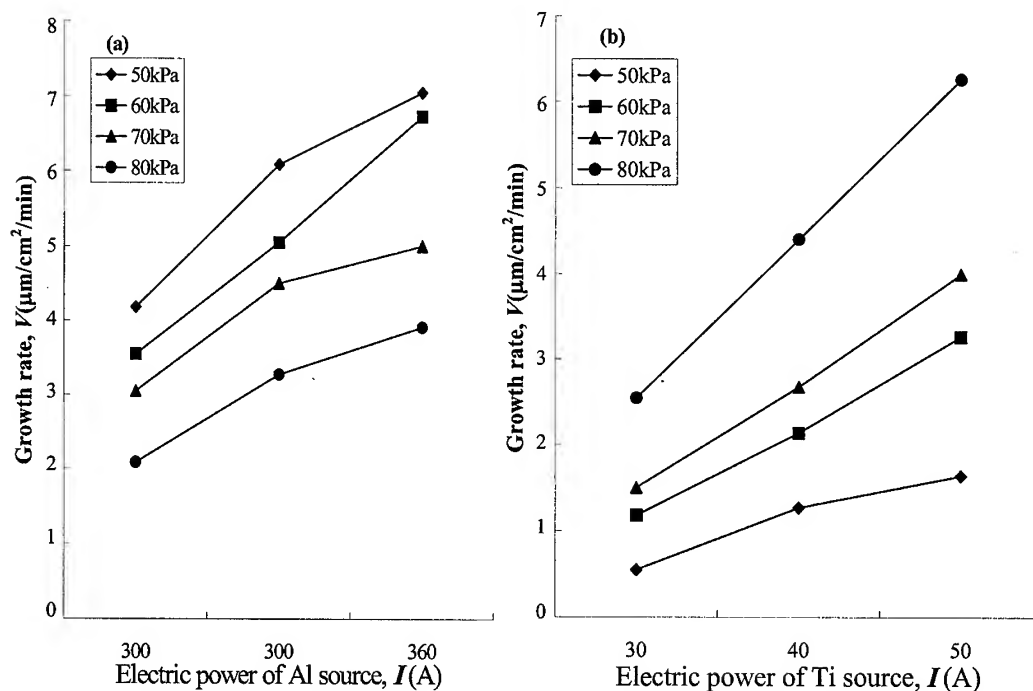 (a)
50kPa
60kPa
70kPa
80kPa
8
7
6
5
4
3
2
1
0
Growth rate, V(μm/cm²/min)
300 300 360
Electric power of Al source, I(A)
(b)
50kPa
60kPa
70kPa
80kPa
7
6
5
4
3
2
1
0
Growth rate, V(μm/cm²/min)
30 40 50
Electric power of Ti source, I(A)